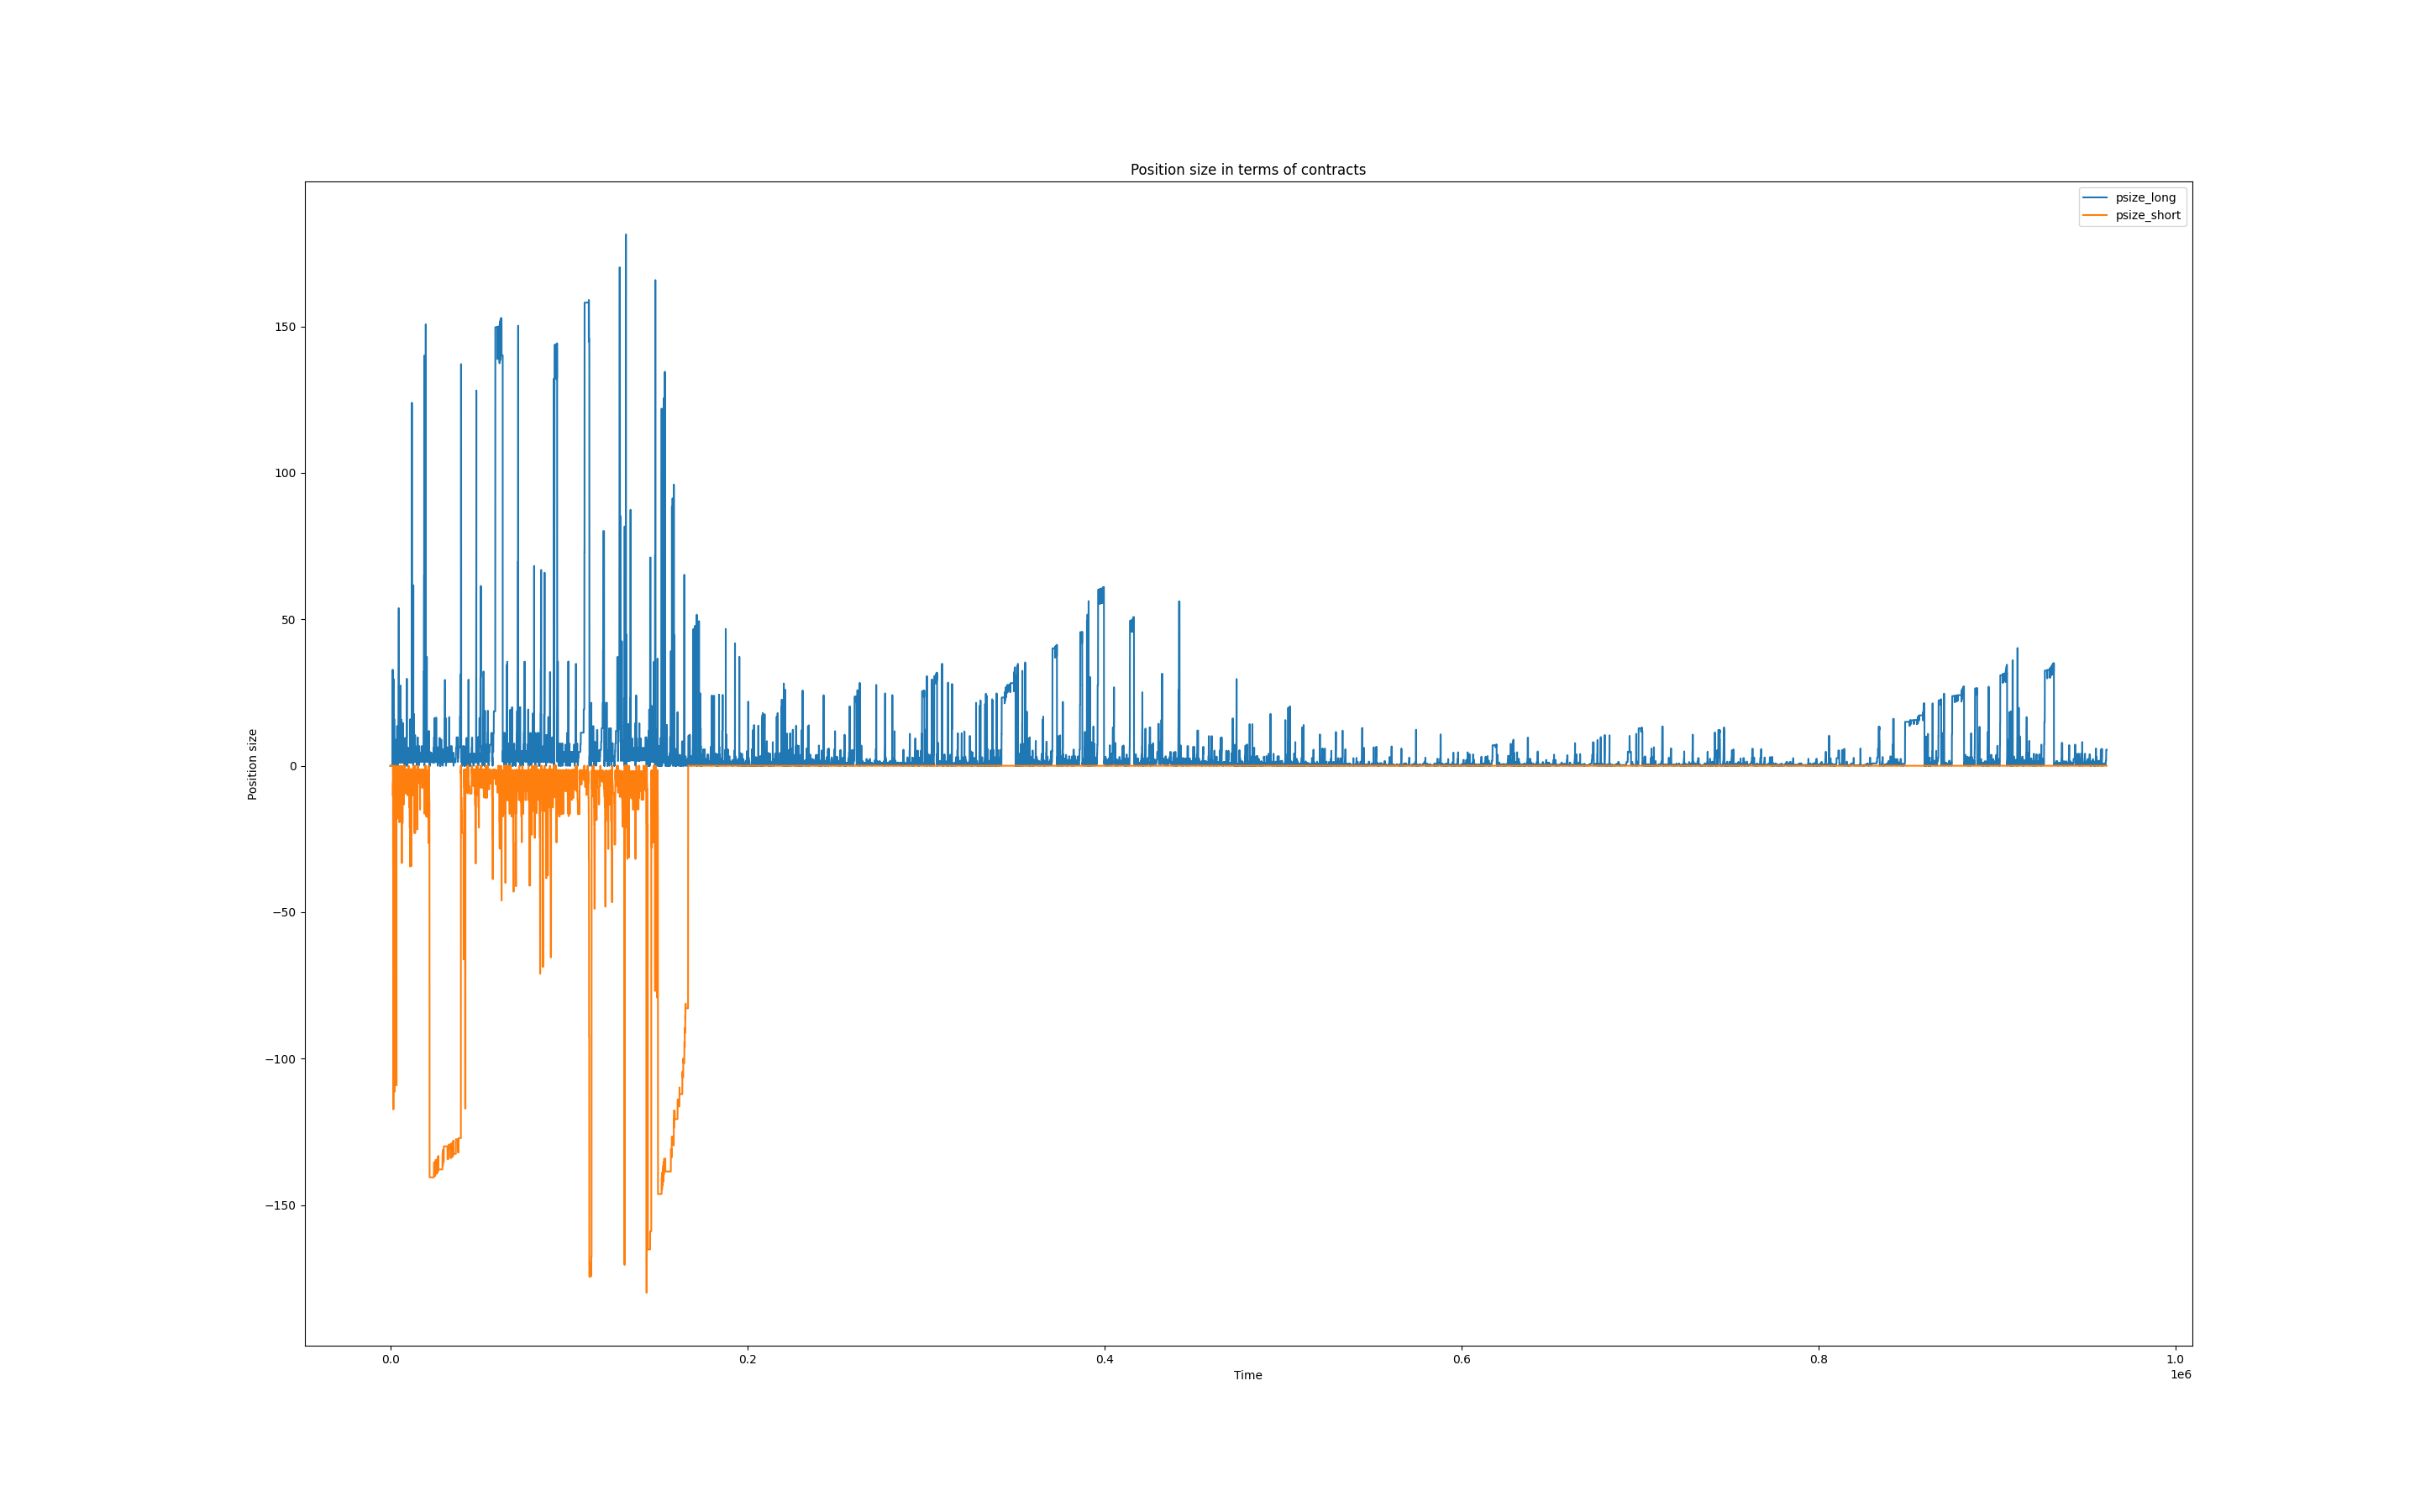 Position size in terms of contracts
psize_long
psize_short
Position size
150
100
50
0
−50
−100
−150
0.0
0.2
0.4
0.6
0.8
1.0
1e6
Time